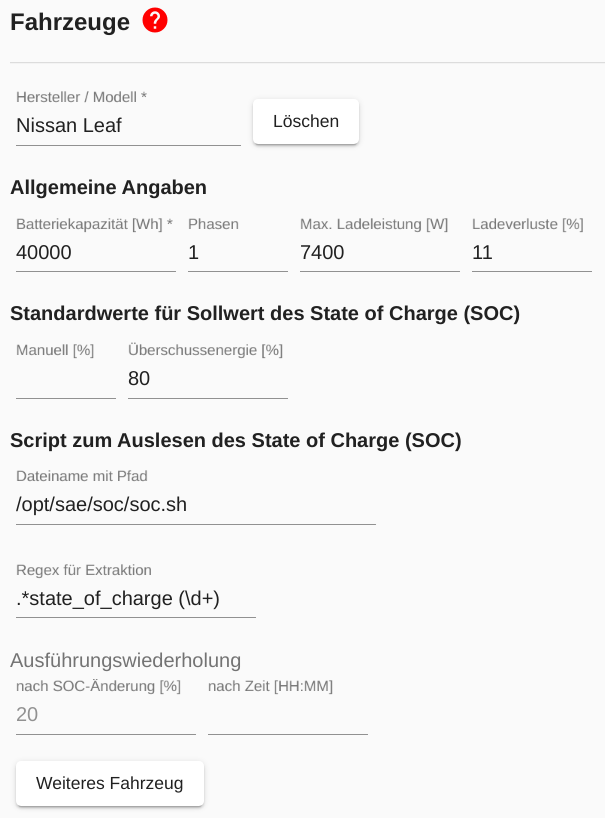 Fahrzeuge ?
Hersteller / Modell *
Nissan Leaf
Löschen
Allgemeine Angaben
Batteriekapazität [Wh] * Phasen Max. Ladeleistung [W] Ladeverluste [%]
40000 1 7400 11
Standardwerte für Sollwert des State of Charge (SOC)
Manuell [%] Überschussenergie [%]
80
Script zum Auslesen des State of Charge (SOC)
Dateiname mit Pfad
/opt/sae/soc/soc.sh
Regex für Extraktion
.*state_of_charge (\d+)
Ausführungswiederholung
nach SOC-Änderung [%] nach Zeit [HH:MM]
20
Weiteres Fahrzeug